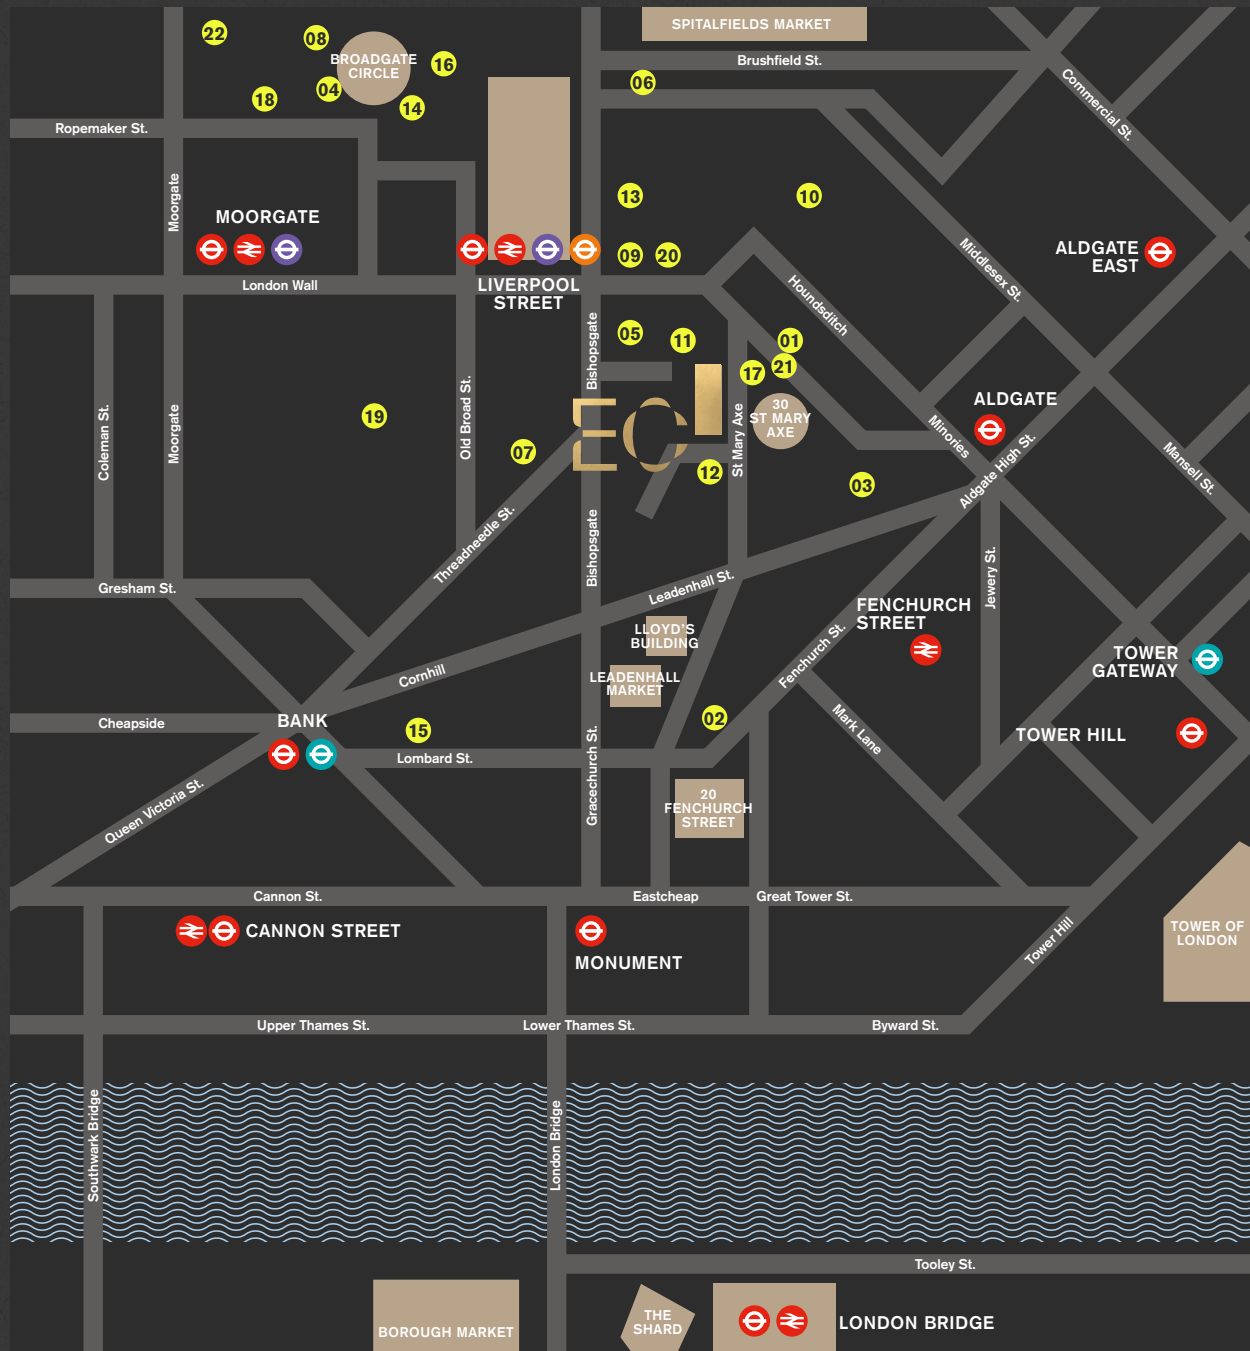 SPITALFIELDS MARKET
22
08
BROADGATE
CIRCLE
16
Brushfield St.
06
04
18
14
Commercial St.
Ropemaker St.
Moorgate
13
10
MOORGATE
09
20
Middlesex St.
ALDGATE
EAST
London Wall
LIVERPOOL
STREET
Houndsditch
Bishopsgate
05
11
01
21
17
ALDGATE
30
ST MARY
AXE
EC
19
07
12
03
Coleman St.
Moorgate
Old Broad St.
St Mary Axe
Minories
Aldgate High St.
Mansell St.
Threadneedle St.
Bishopsgate
Leadenhall St.
Jewery St.
Gresham St.
FENCHURCH
STREET
LLOYD'S
BUILDING
Fenchurch St.
TOWER
GATEWAY
Cornhill
LEADENHALL
MARKET
Cheapside
BANK
15
02
Mark Lane
TOWER HILL
Lombard St.
Gracechurch St.
Queen Victoria St.
20
FENCHURCH
STREET
Cannon St.
Eastcheap
Great Tower St.
CANNON STREET
MONUMENT
Tower Hill
TOWER OF
LONDON
Upper Thames St.
Lower Thames St.
Byward St.
Southwark Bridge
London Bridge
Tooley St.
BOROUGH MARKET
THE
SHARD
LONDON BRIDGE